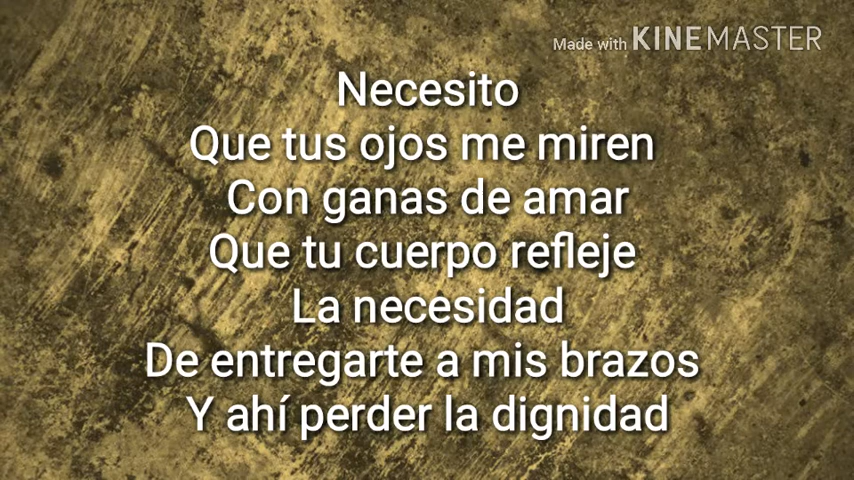 Made with KINEMASTER
Necesito
Que tus ojos me miren
Con ganas de amar
Que tu cuerpo refleje
La necesidad
De entregarte a mis brazos
Y ahí perder la dignidad